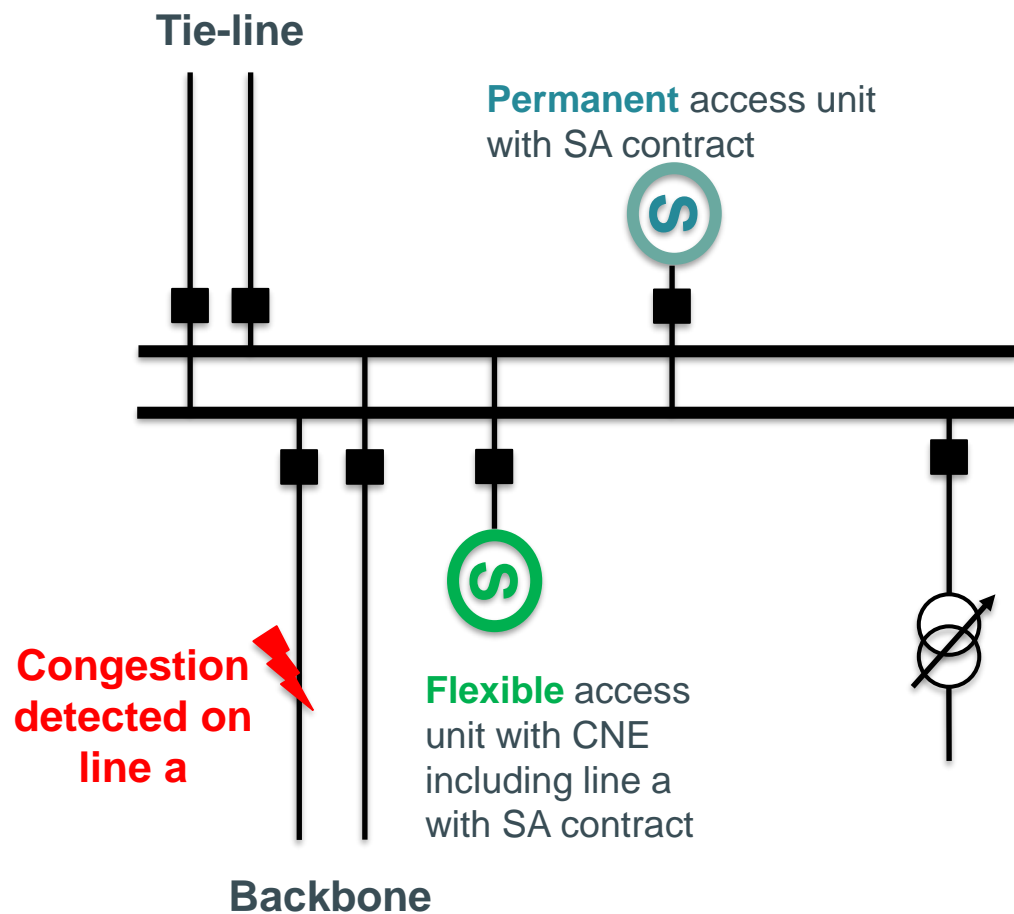 Tie-line
Permanent access unit
with SA contract
S
S
Congestion
detected on
line a
Flexible access
unit with CNE
including line a
with SA contract
Backbone